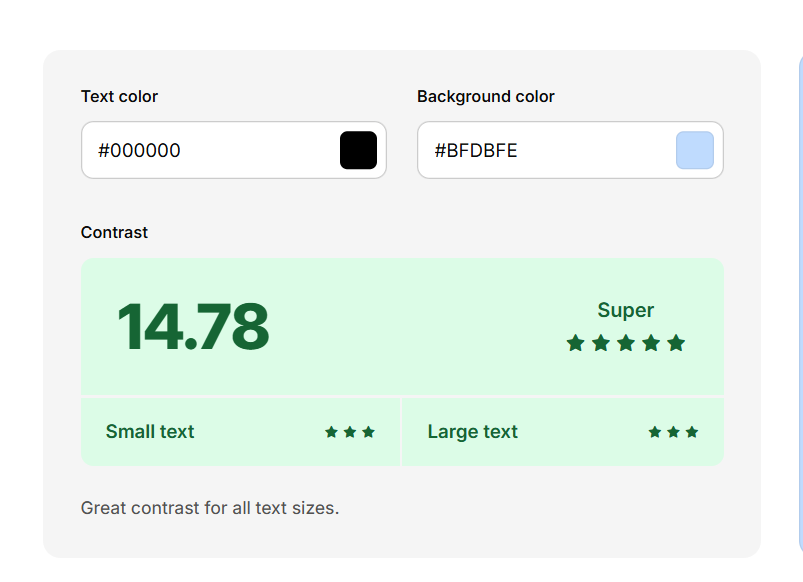 Text color
Background color
#000000
#BFDBFE
Contrast
14.78
Super
Small text
Large text
Great contrast for all text sizes.